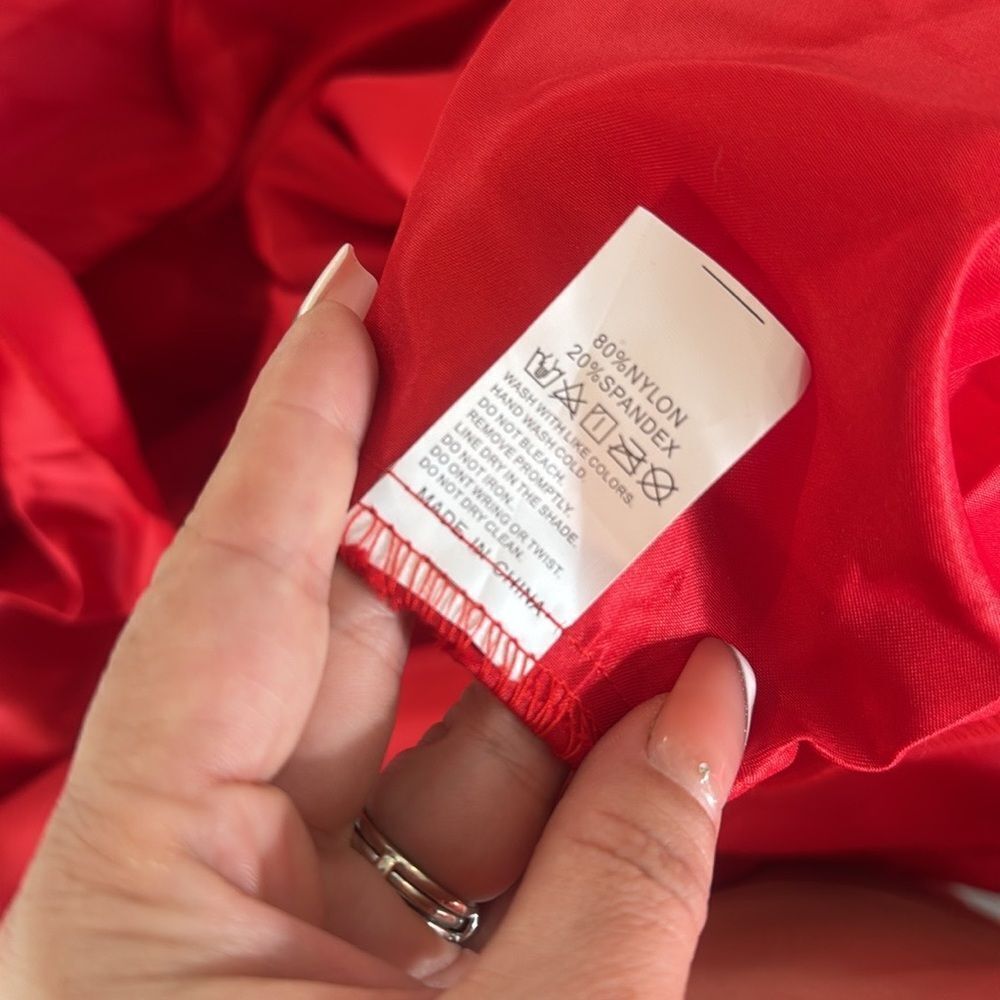 80%NYLON
20%SPANDEX
WASH WITH LIKE COLORS.
HAND WASH COLD.
DO NOT BLEACH.
REMOVE PROMPTLY.
LINE DRY IN THE SHADE.
DO NOT IRON.
DO ONT WRING OR TWIST.
DO NOT DRY CLEAN.
MADE IN CHINA